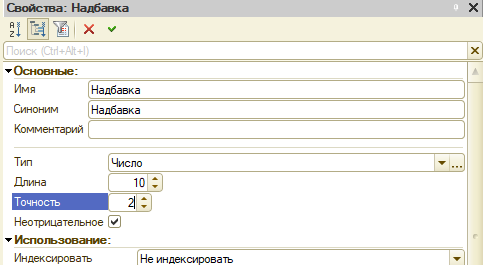 Свойства: Надбавка
Поиск (Ctrl+Alt+I)
Основные:
Имя Надбавка
Синоним Надбавка
Комментарий
Тип Число
Длина 10
Точность 2
Неотрицательное
Использование:
Индексировать Не индексировать